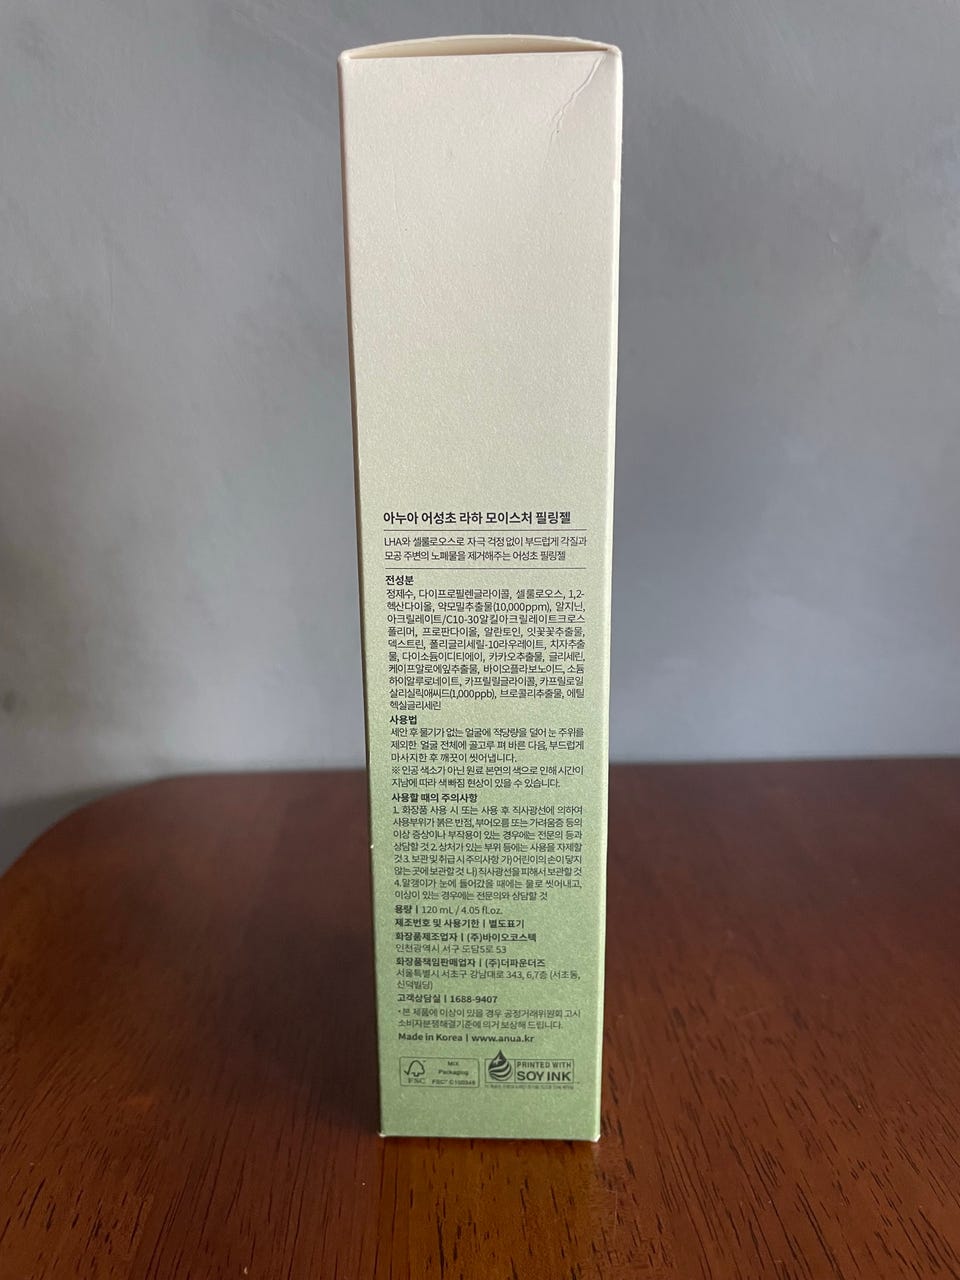 아누아 어성초 라하 모이스처 필링젤
LHA와 셀룰로오스로 자극 걱정 없이 부드럽게 각질과
모공 주변의 노폐물을 제거해주는 어성초 필링젤
전성분
정제수, 다이프로필렌글라이콜, 셀룰로오스, 1,2-
헥산다이올, 약모밀추출물(10,000ppm), 알지닌,
아크릴레이트/C10-30알킬아크릴레이트크로스
폴리머, 프로판다이올, 알란토인, 잇꽃꽃추출물,
덱스트린, 폴리글리세릴-10라우레이트, 치자추출
물, 다이소듐이디티에이, 카카오추출물, 글리세린,
케이프알로에잎추출물, 바이오플라보노이드, 소듐
하이알루로네이트, 카프릴릴글라이콜, 카프릴로일
살리실릭애씨드(1,000ppb), 브로콜리추출물, 에틸
헥실글리세린
사용법
세안 후 물기가 없는 얼굴에 적당량을 덜어 눈 주위를
제외한 얼굴 전체에 골고루 펴 바른 다음, 부드럽게
마사지한 후 깨끗이 씻어냅니다.
※ 인공 색소가 아닌 원료 본연의 색으로 인해 시간이
지남에 따라 색 빠짐 현상이 있을 수 있습니다.
사용할 때의 주의사항
1. 화장품 사용 시 또는 사용 후 직사광선에 의하여
사용부위가 붉은 반점, 부어오름 또는 가려움증 등의
이상 증상이나 부작용이 있는 경우에는 전문의 등과
상담할 것 2. 상처가 있는 부위 등에는 사용을 자제할
것 3. 보관 및 취급 시 주의사항 가) 어린이의 손이 닿지
않는 곳에 보관할 것 나) 직사광선을 피해서 보관할 것
4. 알갱이가 눈에 들어갔을 때에는 물로 씻어내고,
이상이 있는 경우에는 전문의와 상담할 것
용량 | 120 mL / 4.05 fl.oz.
제조번호 및 사용기한 | 별도표기
화장품제조업자 | (주)바이오코스텍
인천광역시 서구 도담5로 53
화장품책임판매업자 | (주)더파운더즈
서울특별시 서초구 강남대로 343, 6,7층 (서초동,
신덕빌딩)
고객상담실 | 1688-9407
* 본 제품에 이상이 있을 경우 공정거래위원회 고시
소비자분쟁해결기준에 의거 보상해 드립니다.
Made in Korea | www.anua.kr
FSC
MIX
Packaging
FSC® C100349
PRINTED WITH
SOY INK